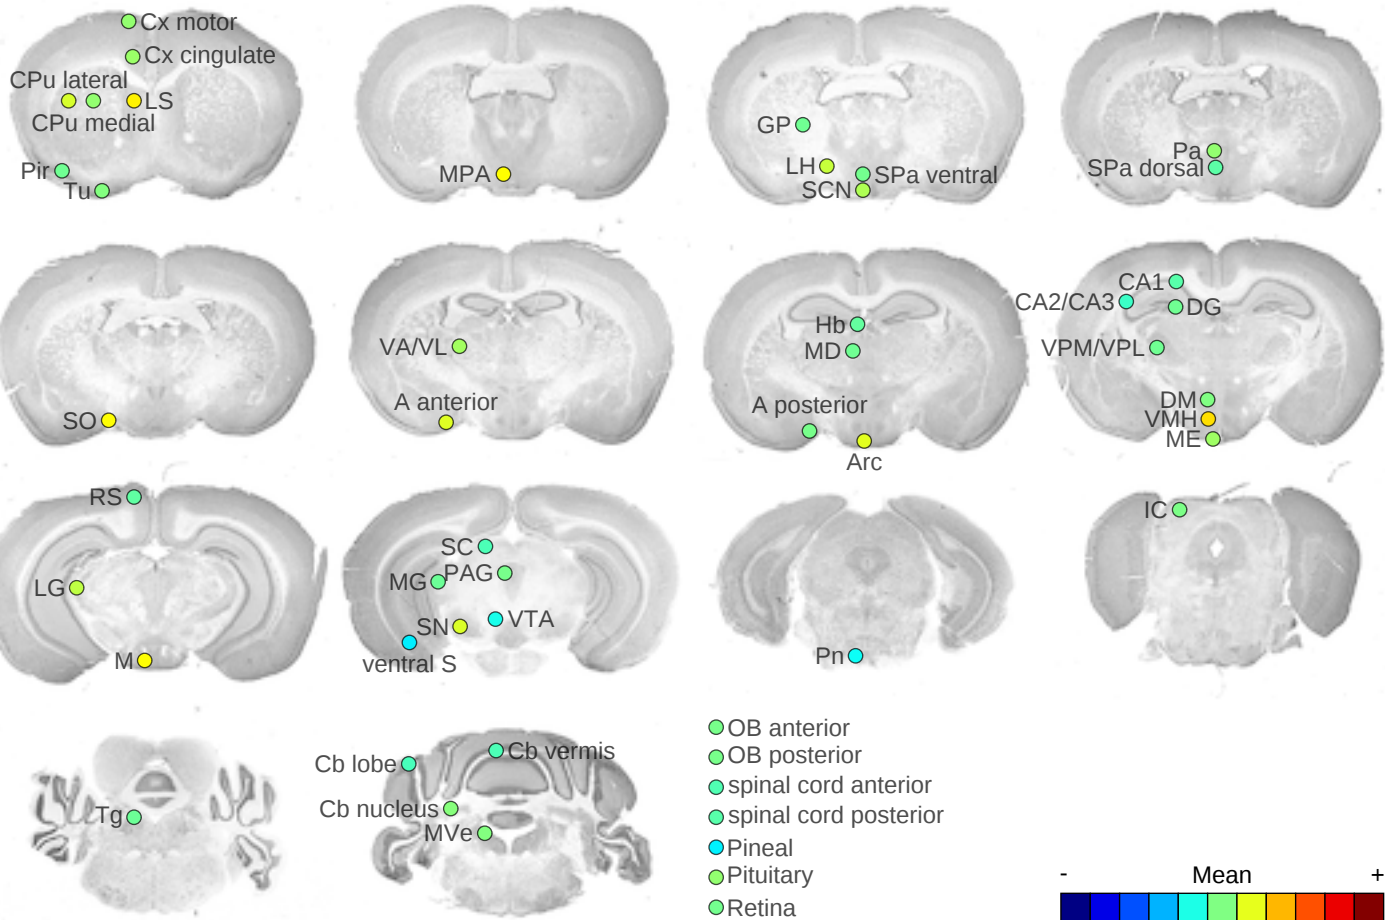 Cx motor
Cx cingulate
CPu lateral
LS
CPu medial
Pir
Tu
MPA
GP
LH
SPa ventral
SCN
Pa
SPa dorsal
SO
VA/VL
A anterior
Hb
MD
A posterior
Arc
CA1
CA2/CA3
DG
VPM/VPL
DM
VMH
ME
RS
LG
M
SC
MG
PAG
SN
VTA
ventral S
Pn
IC
Tg
Cb lobe
Cb vermis
Cb nucleus
MVe
OB anterior
OB posterior
spinal cord anterior
spinal cord posterior
Pineal
Pituitary
Retina
- Mean +